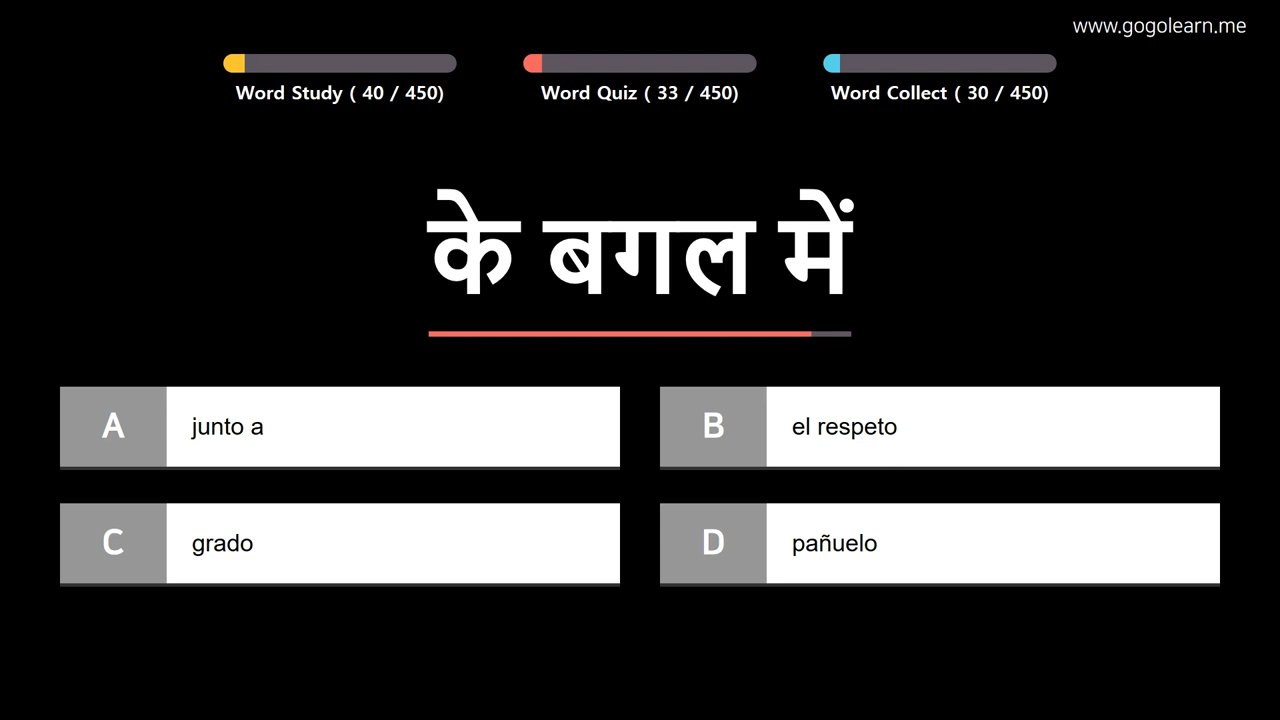 www.gogolearn.me
Word Study ( 40 / 450)
Word Quiz ( 33 / 450)
Word Collect ( 30 / 450)
के बगल में
A junto a
B el respeto
C grado
D pañuelo